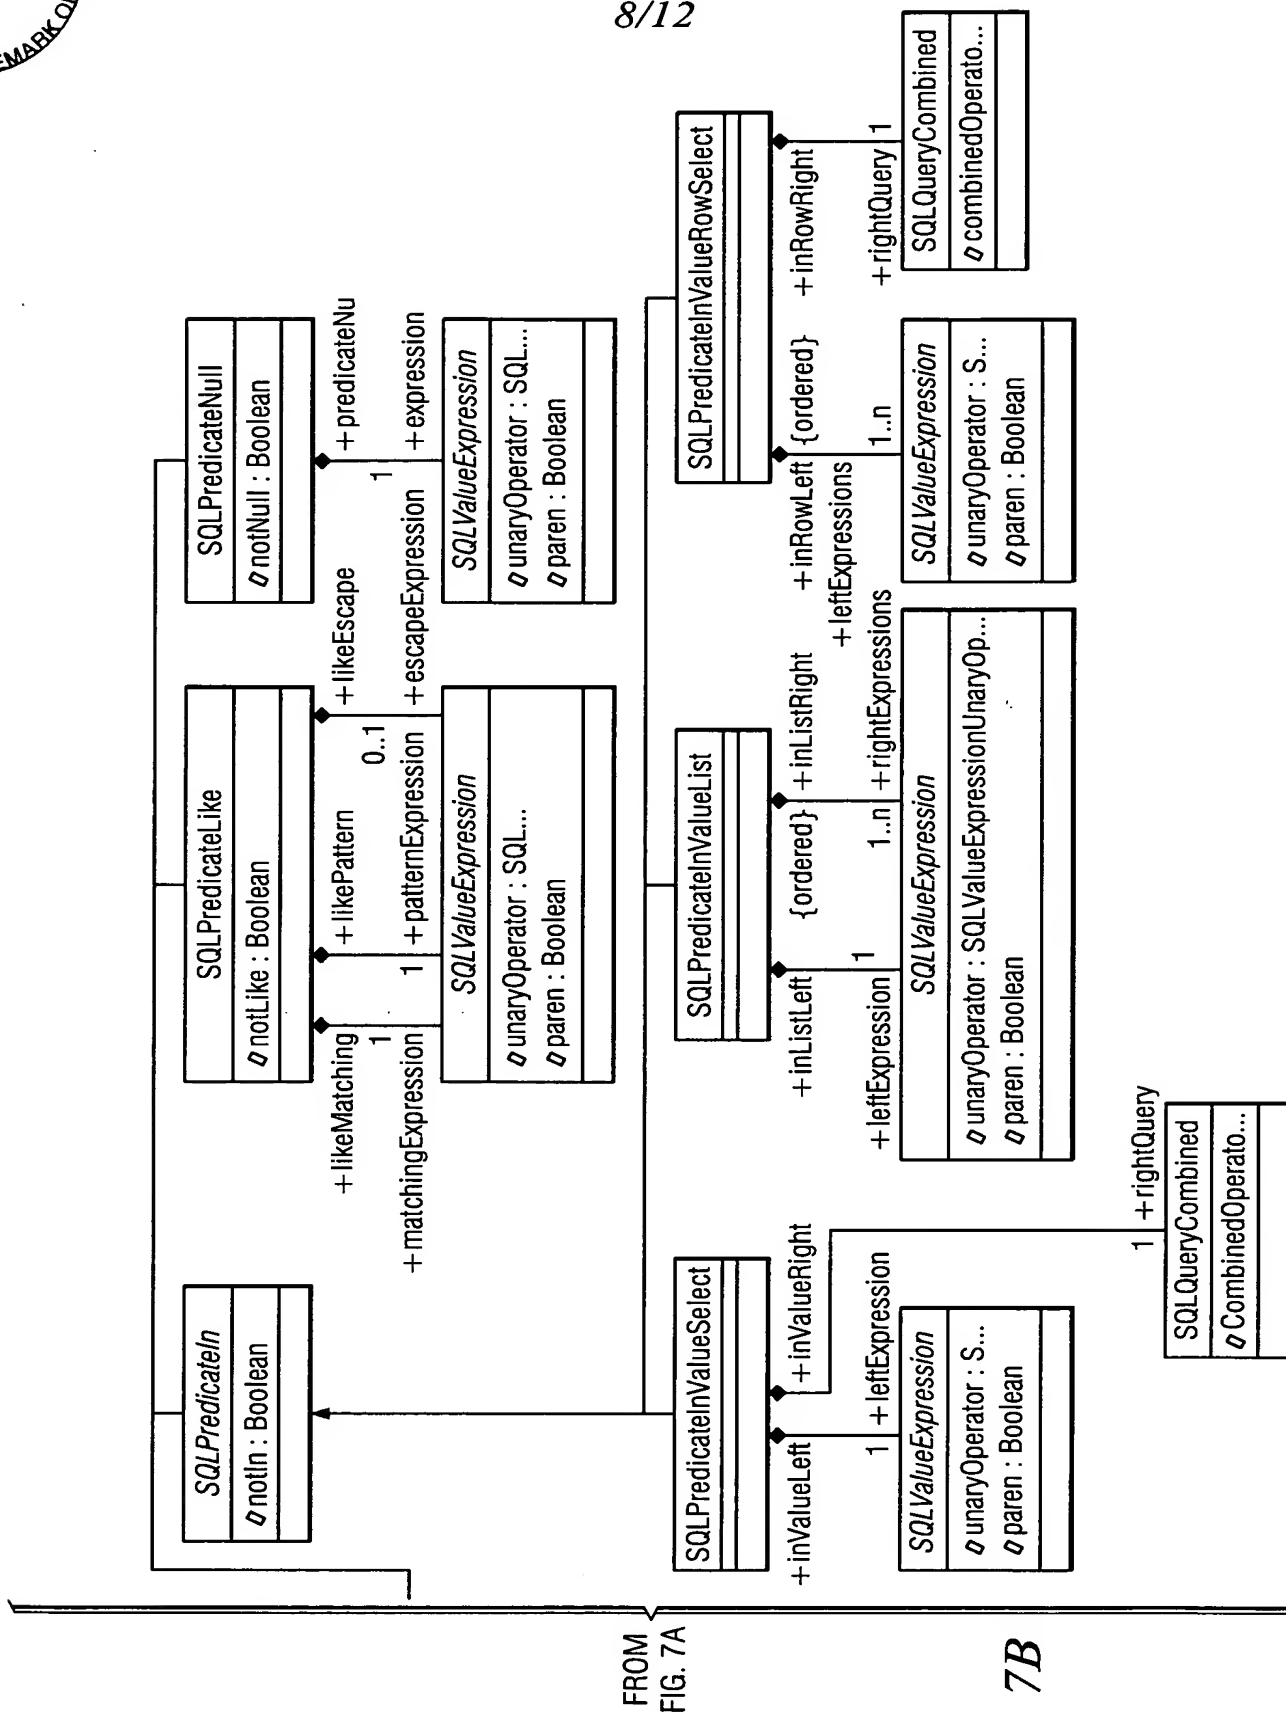 8/12
EMARK O
SQLPredicateIn
notIn : Boolean
SQLPredicateLike
notLike : Boolean
SQLPredicateNull
notNull : Boolean
+likeMatching
1
+matchingExpression
+likePattern
1
+patternExpression
+likeEscape
0..1
+escapeExpression
+predicateNu
1
+expression
SQLValueExpression
unaryOperator : SQL...
paren : Boolean
SQLValueExpression
unaryOperator : SQL...
paren : Boolean
SQLPredicateInValueSelect
SQLPredicateInValueList
SQLPredicateInValueRowSelect
+inValueLeft
+inValueRight
1
+leftExpression
+inListLeft
+leftExpression
1
{ordered}
+inListRight
1..n
+rightExpressions
+inRowLeft
{ordered}
+leftExpressions
1..n
+inRowRight
+rightQuery
1
SQLValueExpression
unaryOperator : S...
paren : Boolean
SQLValueExpression
unaryOperator : SQLValueExpressionUnaryOp...
paren : Boolean
SQLValueExpression
unaryOperator : S...
paren : Boolean
SQLQueryCombined
combinedOperato...
1
+rightQuery
SQLQueryCombined
CombinedOperato...
FROM
FIG. 7A
7B